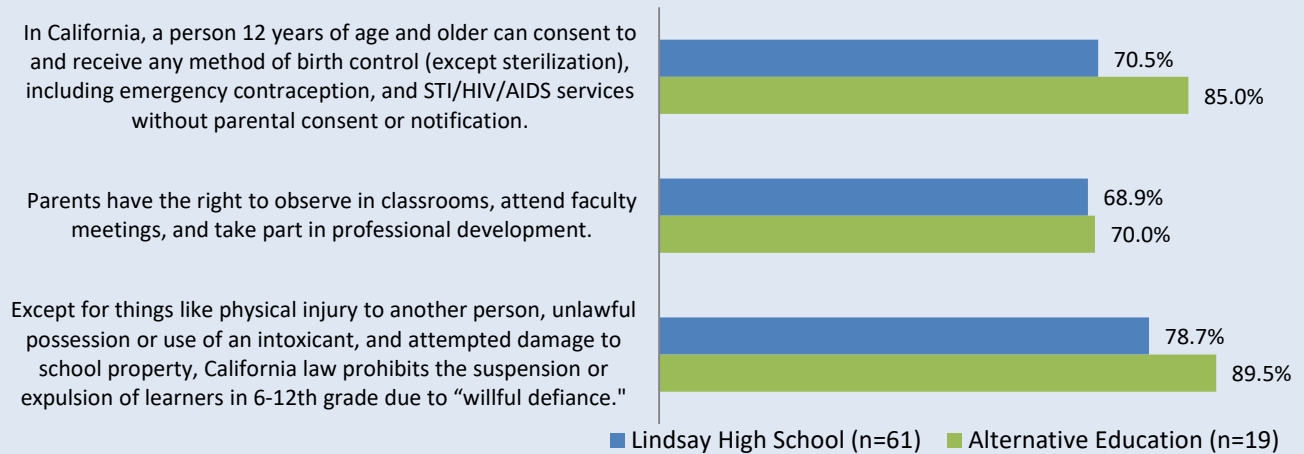 In California, a person 12 years of age and older can consent to
and receive any method of birth control (except sterilization),
including emergency contraception, and STI/HIV/AIDS services
without parental consent or notification.
70.5%
85.0%
Parents have the right to observe in classrooms, attend faculty
meetings, and take part in professional development.
68.9%
70.0%
Except for things like physical injury to another person, unlawful
possession or use of an intoxicant, and attempted damage to
school property, California law prohibits the suspension or
expulsion of learners in 6-12th grade due to “willful defiance."
78.7%
89.5%
Lindsay High School (n=61) Alternative Education (n=19)